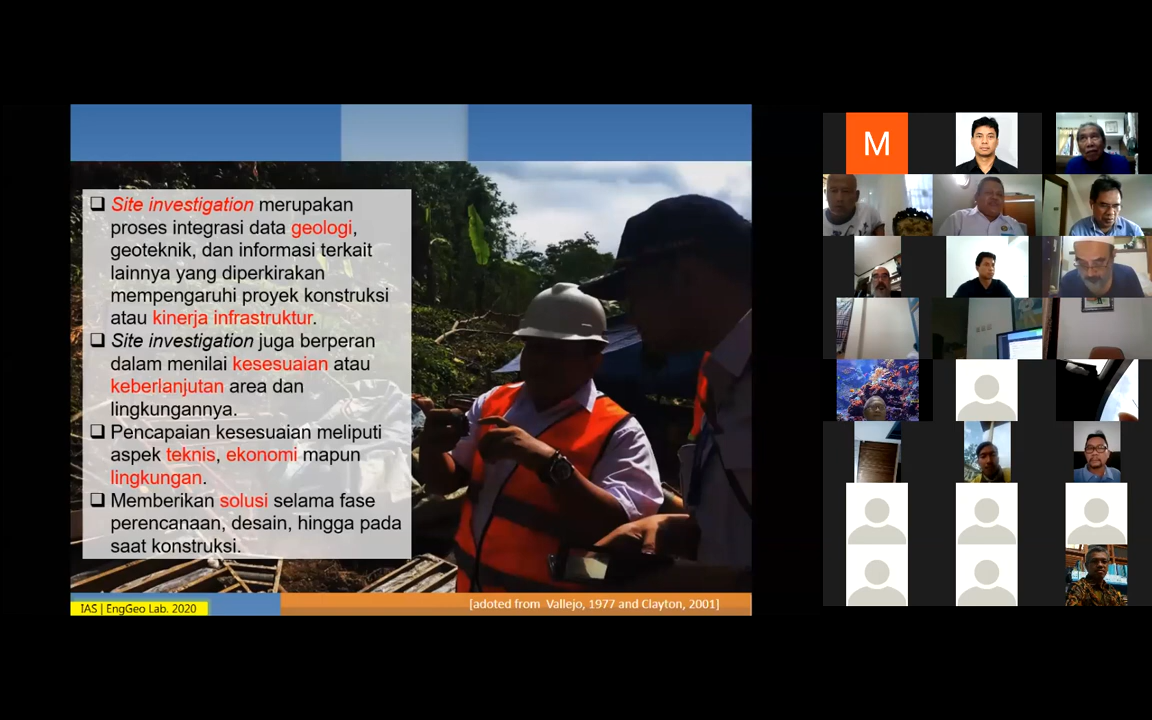 ❑ Site investigation merupakan
proses integrasi data geologi,
geoteknik, dan informasi terkait
lainnya yang diperkirakan
mempengaruhi proyek konstruksi
atau kinerja infrastruktur.
❑ Site investigation juga berperan
dalam menilai kesesuaian atau
keberlanjutan area dan
lingkungannya.
❑ Pencapaian kesesuaian meliputi
aspek teknis, ekonomi mapun
lingkungan.
❑ Memberikan solusi selama fase
perencanaan, desain, hingga pada
saat konstruksi.
IAS | EngGeo Lab. 2020
[adoted from Vallejo, 1977 and Clayton, 2001]
M